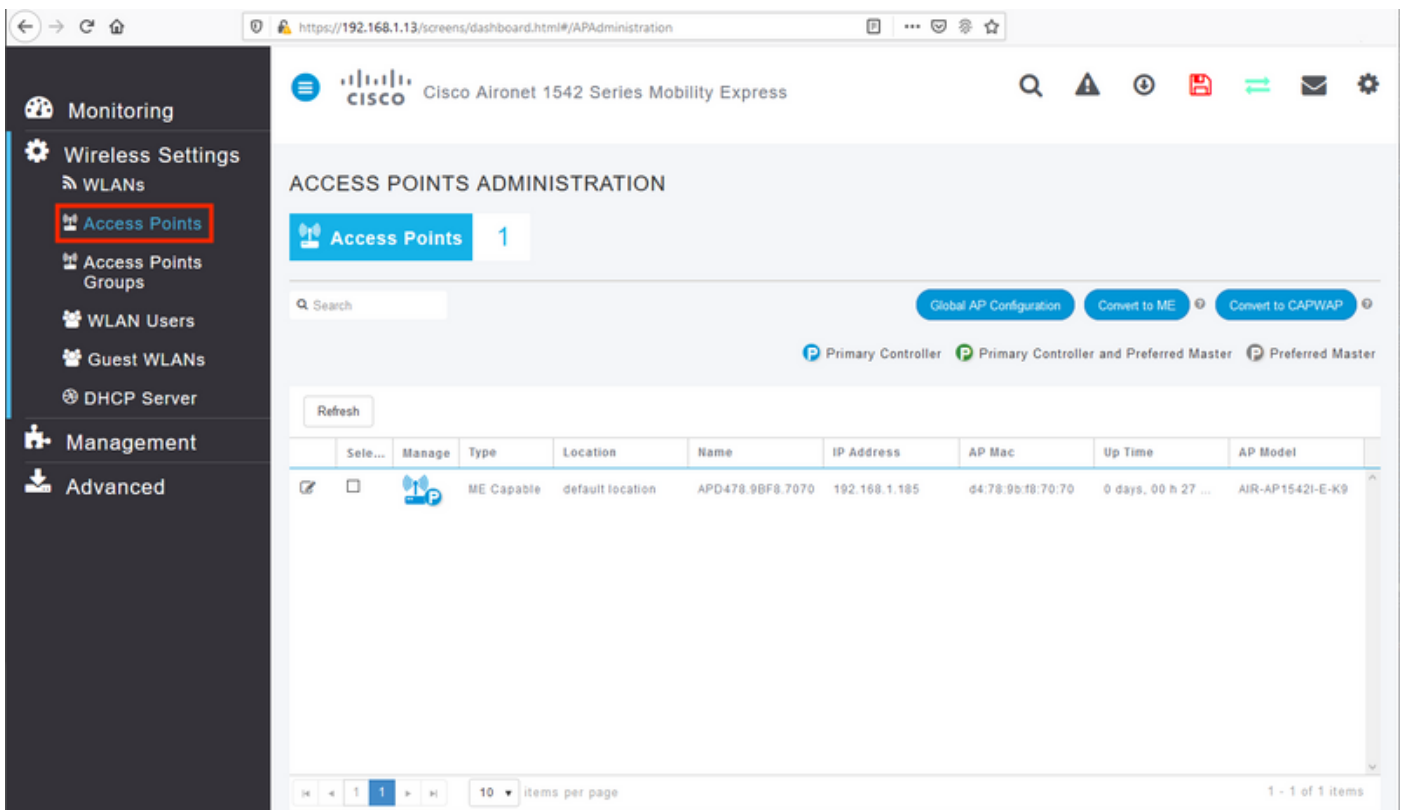 https://192.168.1.13/screens/dashboard.html#/APAdministration
Monitoring
Wireless Settings
WLANs
Access Points
Access Points
Groups
WLAN Users
Guest WLANs
DHCP Server
Management
Advanced
CISCO Cisco Aironet 1542 Series Mobility Express
ACCESS POINTS ADMINISTRATION
Access Points 1
Search Global AP Configuration Convert to ME Convert to CAPWAP
P Primary Controller P Primary Controller and Preferred Master P Preferred Master
Refresh
Sele... Manage Type Location Name IP Address AP Mac Up Time AP Model
P ME Capable default location APD478.9BF8.7070 192.168.1.185 d4:78:9b:f8:70:70 0 days, 00 h 27 ... AIR-AP1542I-E-K9
1 1 10 items per page 1 - 1 of 1 items